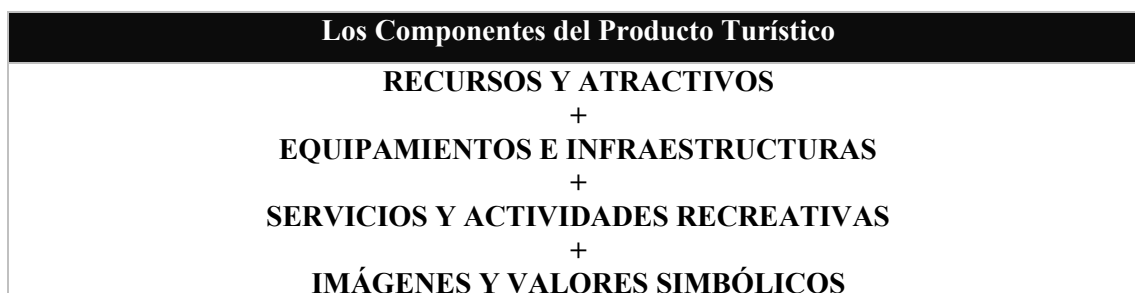 Los Componentes del Producto Turístico
RECURSOS Y ATRACTIVOS
+
EQUIPAMIENTOS E INFRAESTRUCTURAS
+
SERVICIOS Y ACTIVIDADES RECREATIVAS
+
IMÁGENES Y VALORES SIMBÓLICOS